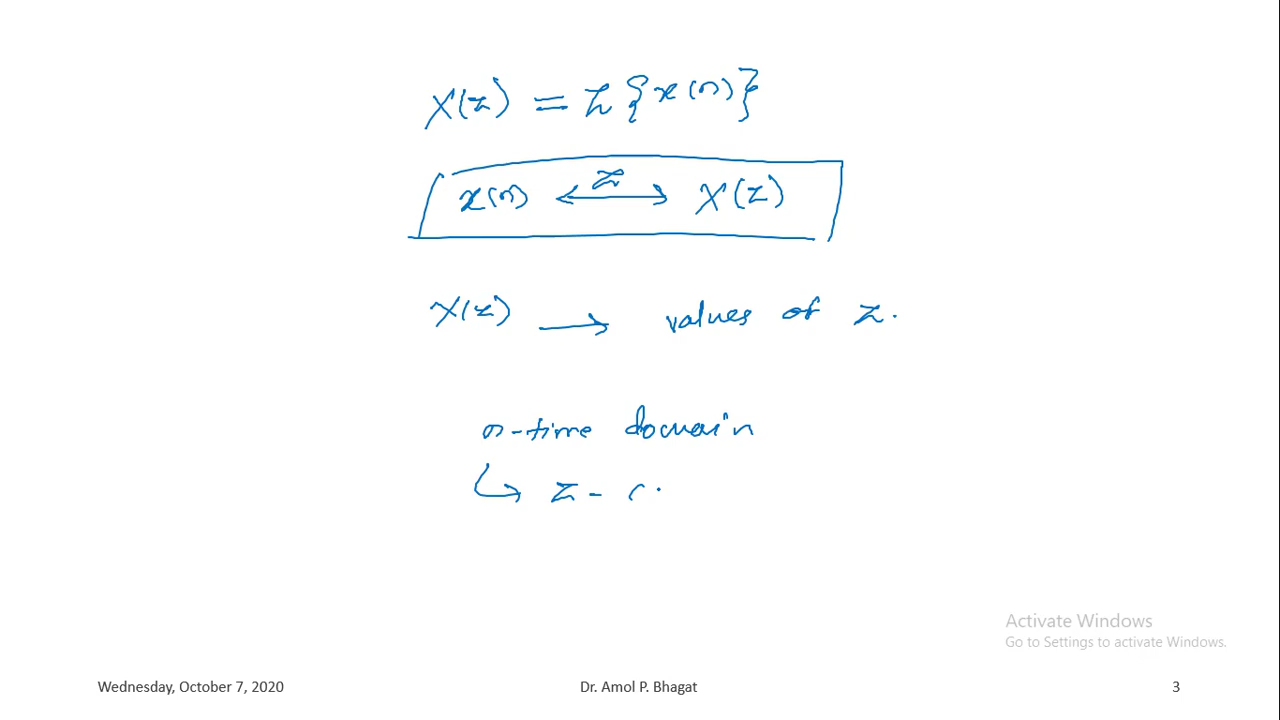 X(z) = Z{x(n)}
x(n) ⟷ᶻ X(z)
X(z) → values of z.
n-time domain
↳ z -
Activate Windows
Go to Settings to activate Windows.
Wednesday, October 7, 2020 Dr. Amol P. Bhagat 3